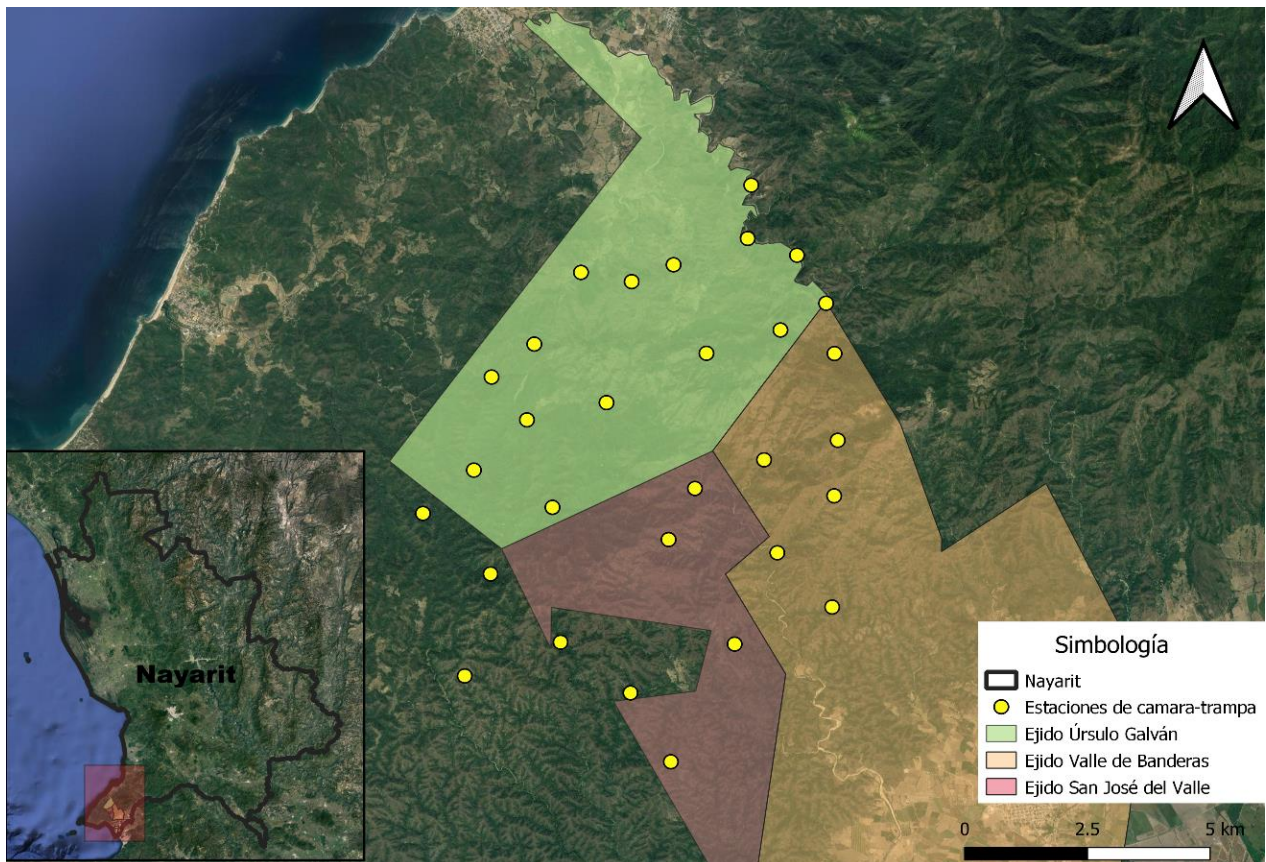 Nayarit
Simbología
Nayarit
Estaciones de camara-trampa
Ejido Úrsulo Galván
Ejido Valle de Banderas
Ejido San José del Valle
0 2.5 5 km